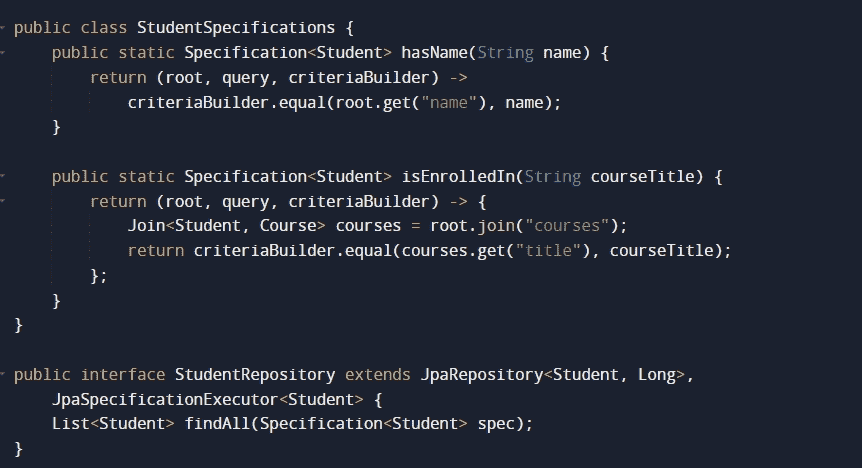 public class StudentSpecifications {
    public static Specification<Student> hasName(String name) {
        return (root, query, criteriaBuilder) ->
            criteriaBuilder.equal(root.get("name"), name);
    }

    public static Specification<Student> isEnrolledIn(String courseTitle) {
        return (root, query, criteriaBuilder) -> {
            Join<Student, Course> courses = root.join("courses");
            return criteriaBuilder.equal(courses.get("title"), courseTitle);
        };
    }
}

public interface StudentRepository extends JpaRepository<Student, Long>,
    JpaSpecificationExecutor<Student> {
    List<Student> findAll(Specification<Student> spec);
}